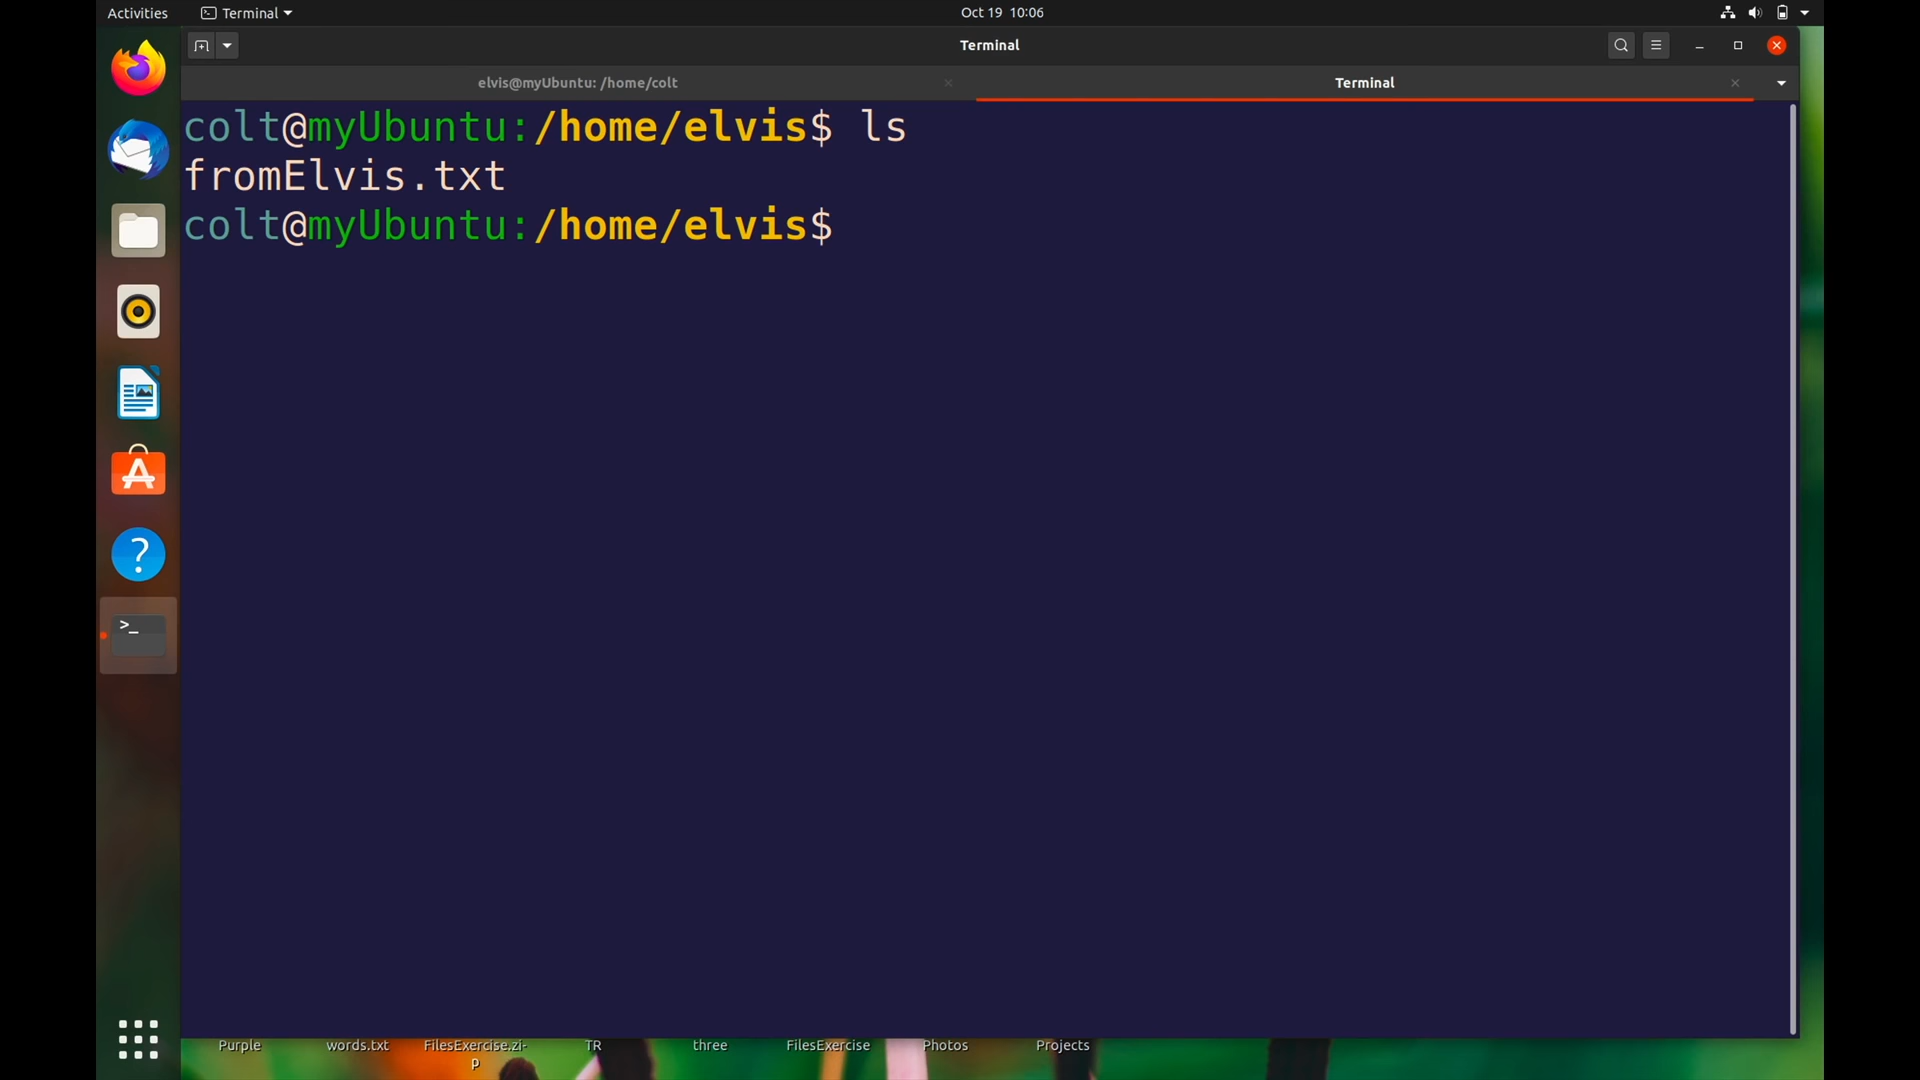 Activities
Terminal
Oct 19 10:06
Terminal
elvis@myUbuntu: /home/colt
Terminal
colt@myUbuntu:/home/elvis$ ls
fromElvis.txt
colt@myUbuntu:/home/elvis$
A
?
>_
Purple
words.txt
FilesExercise.zi-
p
TR
three
FilesExercise
Photos
Projects